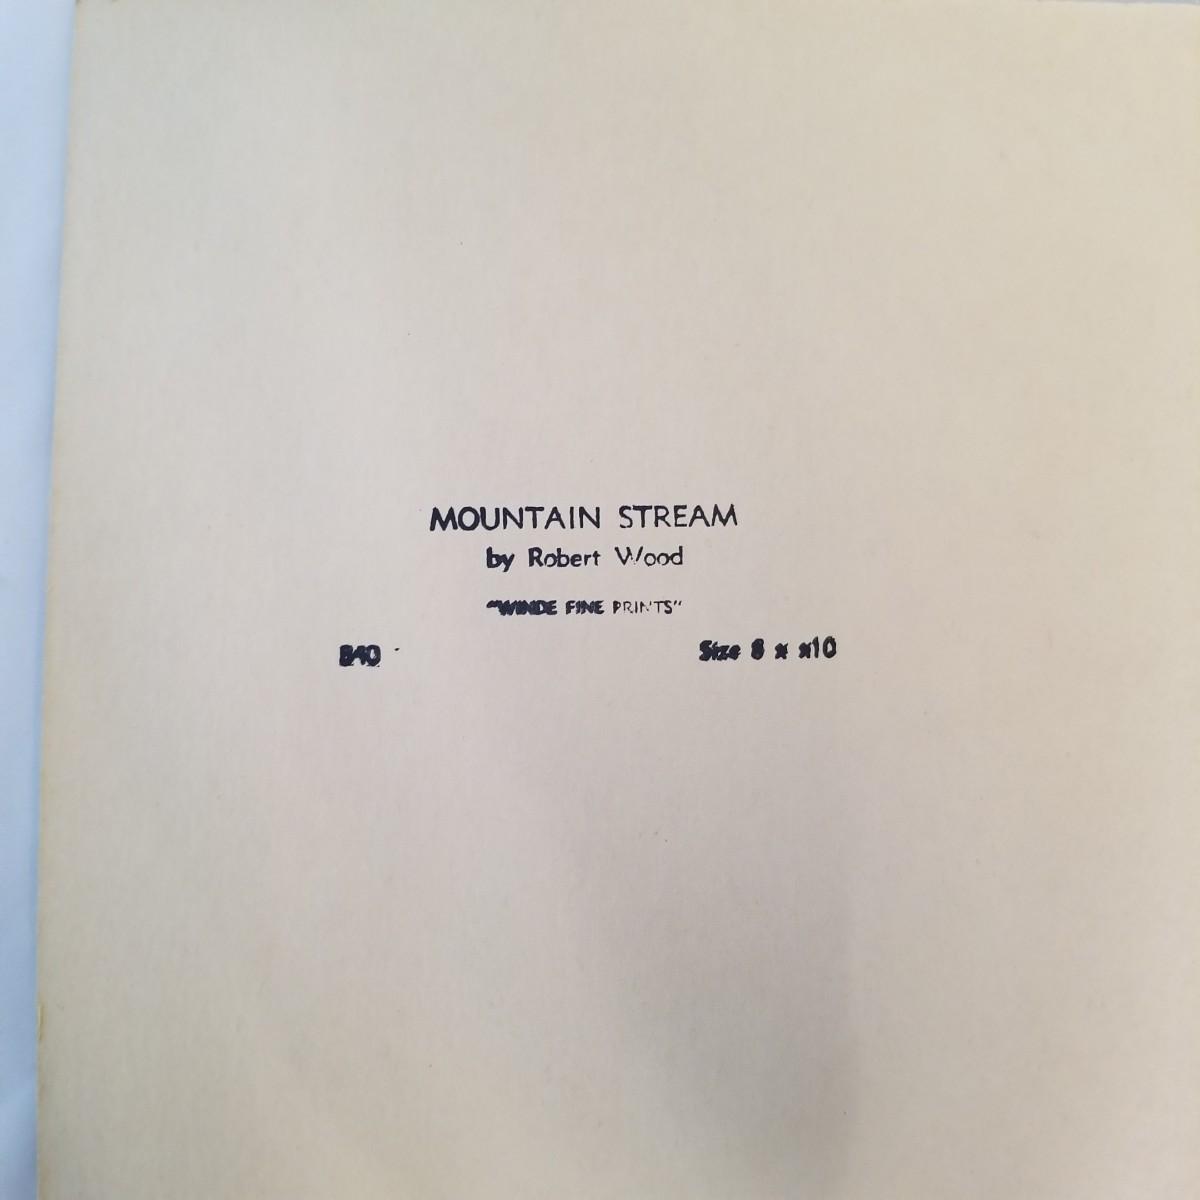 MOUNTAIN STREAM
by Robert Wood
"WINDE FINE PRINTS"
840 Size 8 x x10